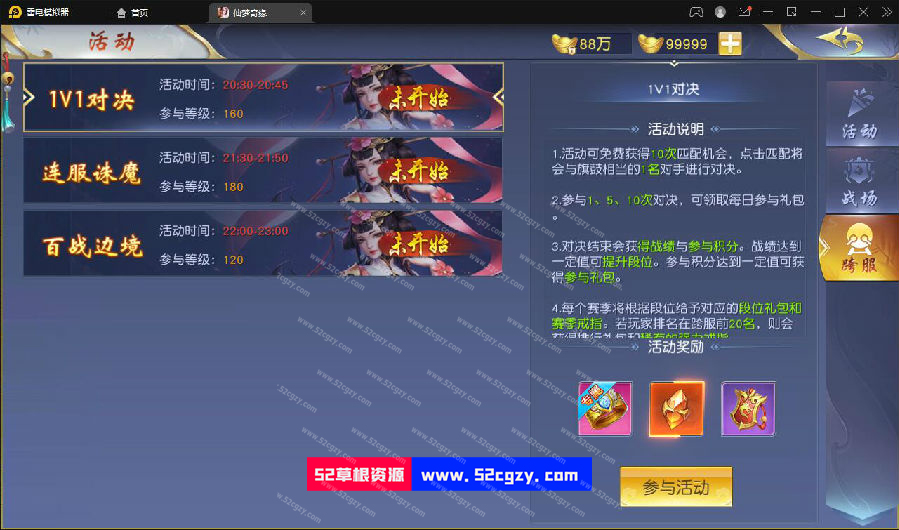 雷电模拟器
首页
仙梦奇缘
活动
88万
99999
1V1对决
活动时间：20:30-20:45
参与等级：160
未开始
连服诛魔
活动时间：21:30-21:50
参与等级：180
未开始
百战边境
活动时间：22:00-23:00
参与等级：120
未开始
1V1对决
活动说明
1.活动可免费获得10次匹配机会，点击匹配将
会与旗鼓相当的1名对手进行对决。
2.参与1、5、10次对决，可领取每日参与礼包
。
3.对决结束会获得战绩与参与积分。战绩达到
一定值可提升段位。参与积分达到一定值可获
得参与礼包。
4.每个赛季将根据段位给予对应的段位礼包和
赛季戒指。若玩家排名在跨服前20名，则会
活动奖励
参与活动
活动
战场
跨服
52草根资源
www.52cgzy.com
www.52cgzy.com